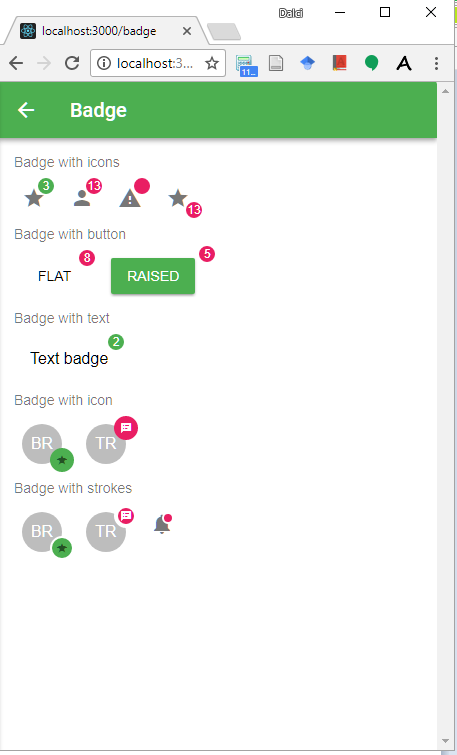 Dalci
localhost:3000/badge
localhost:3...
11...
Badge
Badge with icons
3 13 13
Badge with button
FLAT 8 RAISED 5
Badge with text
Text badge 2
Badge with icon
BR TR
Badge with strokes
BR TR